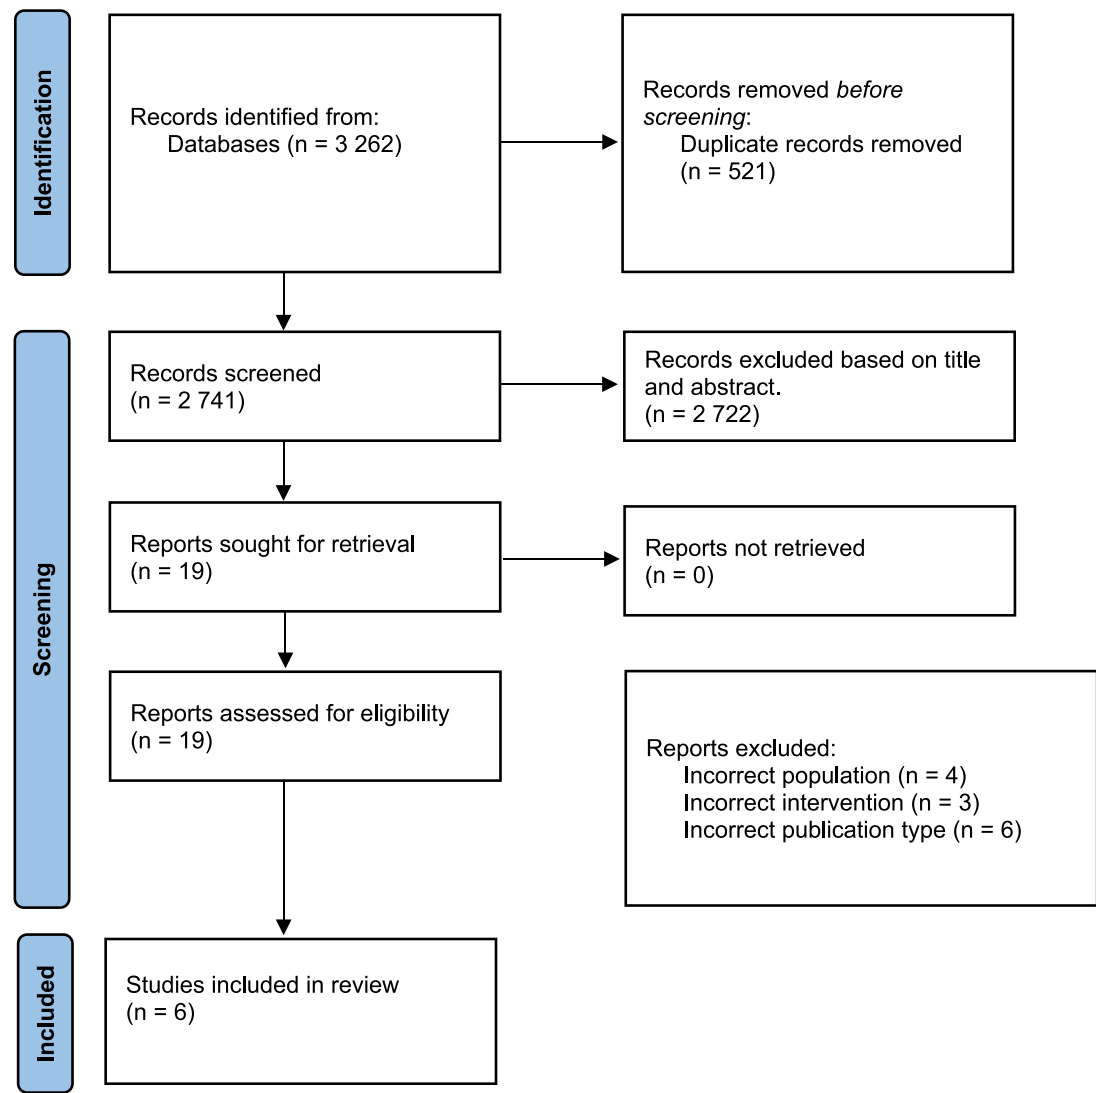 Identification
Records identified from:
Databases (n = 3 262)
Records removed before
screening:
Duplicate records removed
(n = 521)
Screening
Records screened
(n = 2 741)
Records excluded based on title
and abstract.
(n = 2 722)
Reports sought for retrieval
(n = 19)
Reports not retrieved
(n = 0)
Reports assessed for eligibility
(n = 19)
Reports excluded:
Incorrect population (n = 4)
Incorrect intervention (n = 3)
Incorrect publication type (n = 6)
Included
Studies included in review
(n = 6)